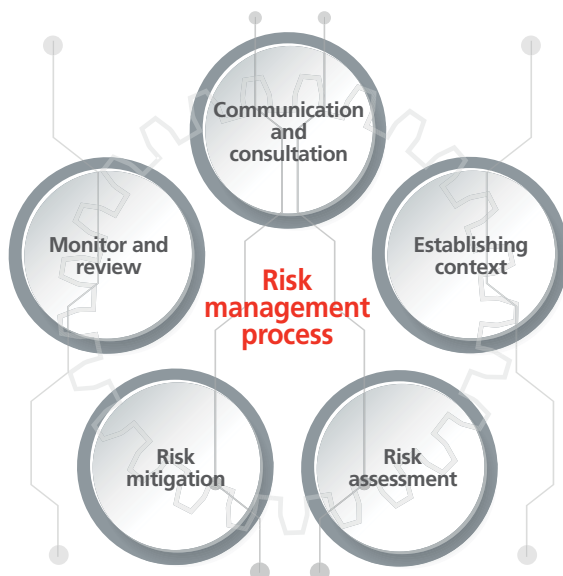 Communication
and
consultation
Establishing
context
Risk
assessment
Risk
mitigation
Monitor and
review
Risk
management
process